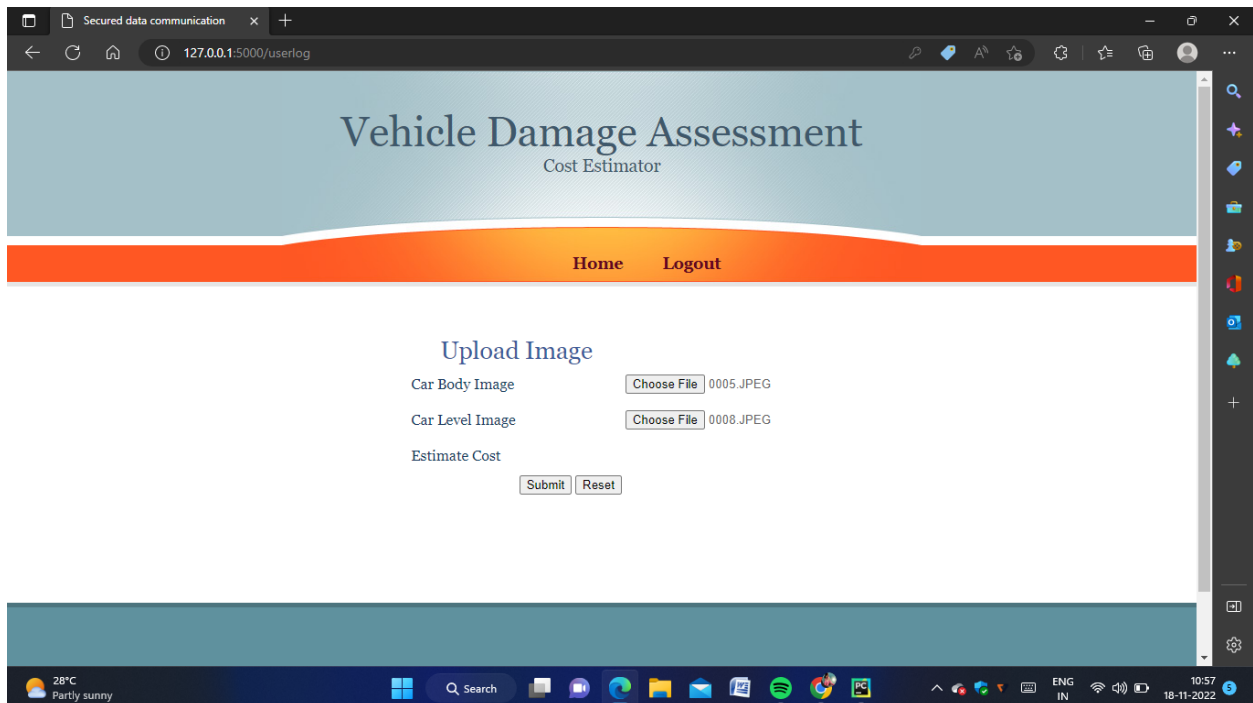 Secured data communication
127.0.0.1:5000/userlog
Vehicle Damage Assessment
Cost Estimator
Home Logout
Upload Image
Car Body Image Choose File 0005.JPEG
Car Level Image Choose File 0008.JPEG
Estimate Cost
Submit Reset
28°C
Partly sunny
Search
PC
ENG
IN
10:57
18-11-2022
5